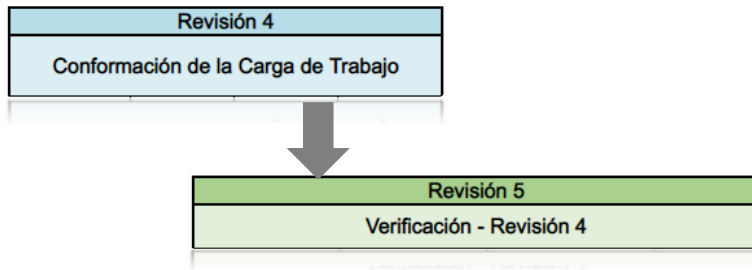 Revisión 4
Conformación de la Carga de Trabajo
Revisión 5
Verificación - Revisión 4